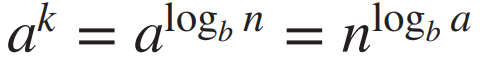 a^k = a^{log_b n} = n^{log_b a}